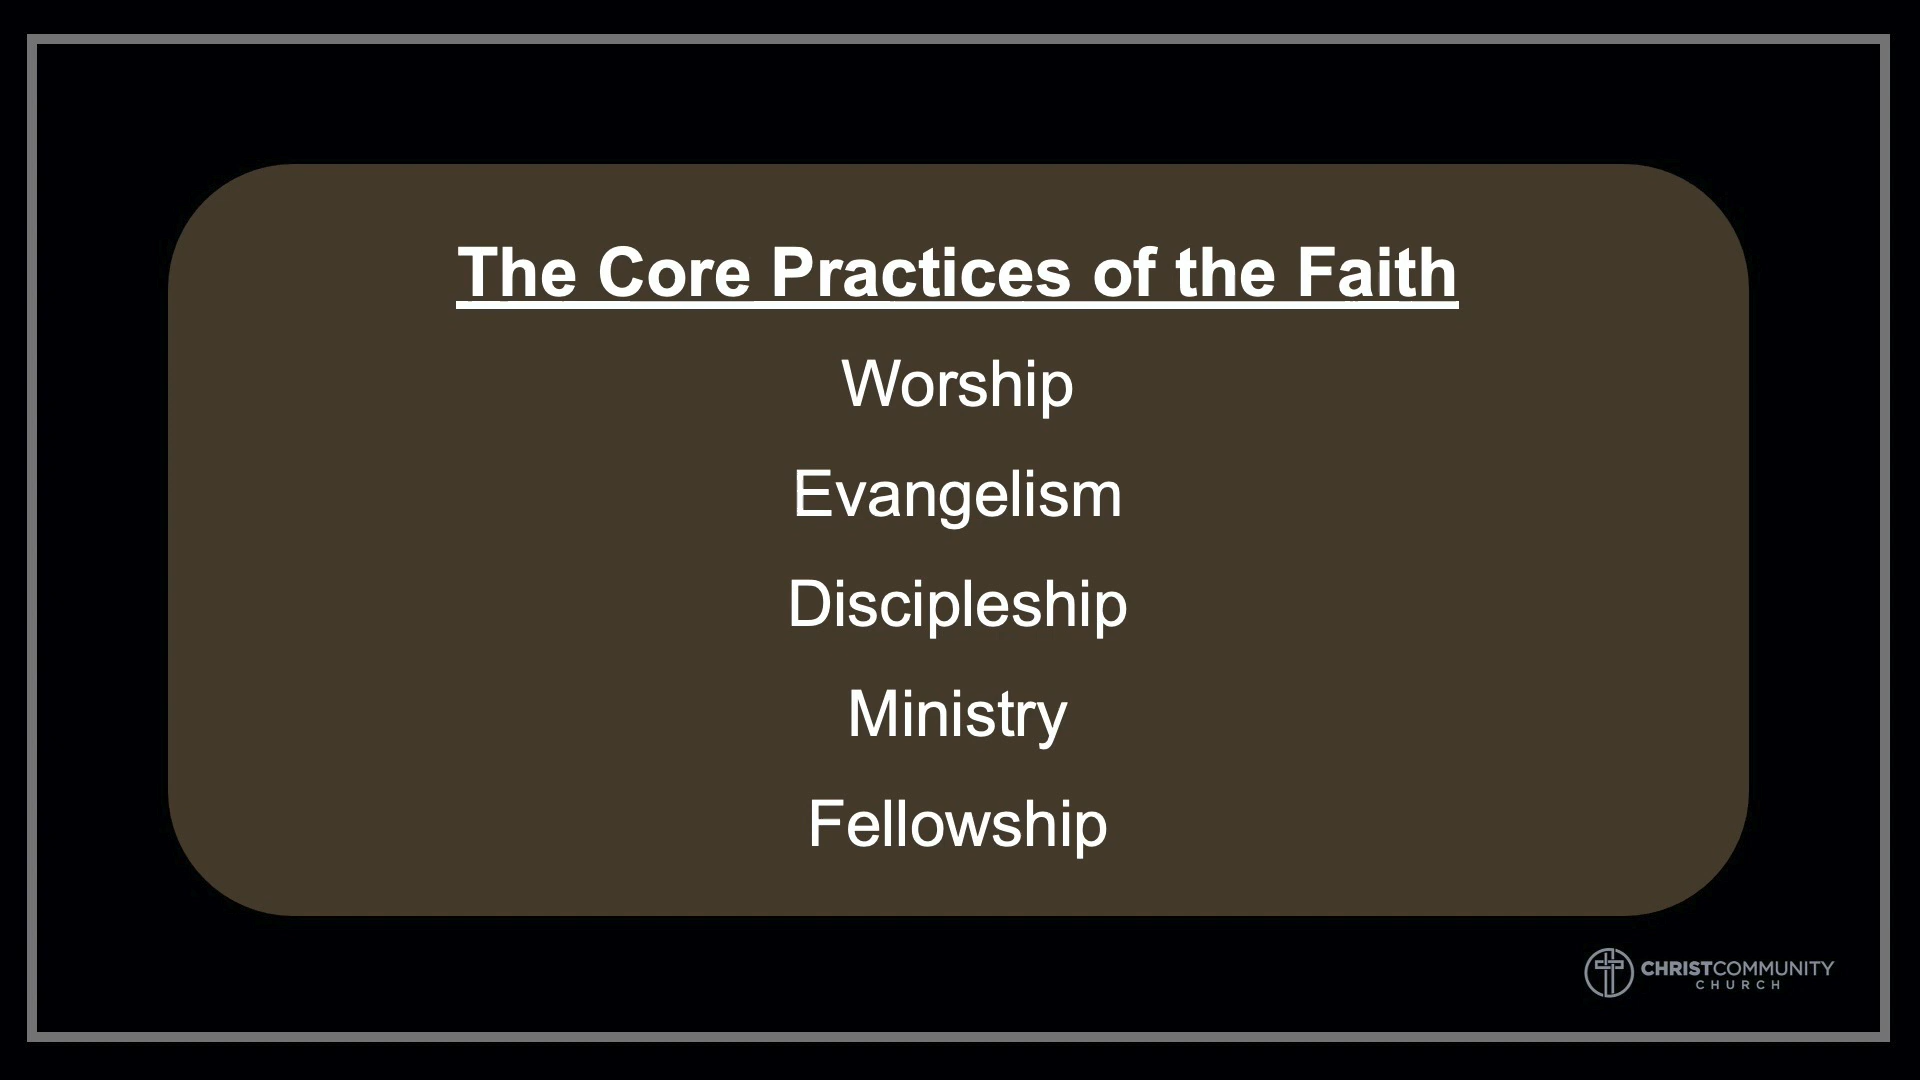 The Core Practices of the Faith
Worship
Evangelism
Discipleship
Ministry
Fellowship
CHRISTCOMMUNITY
CHURCH